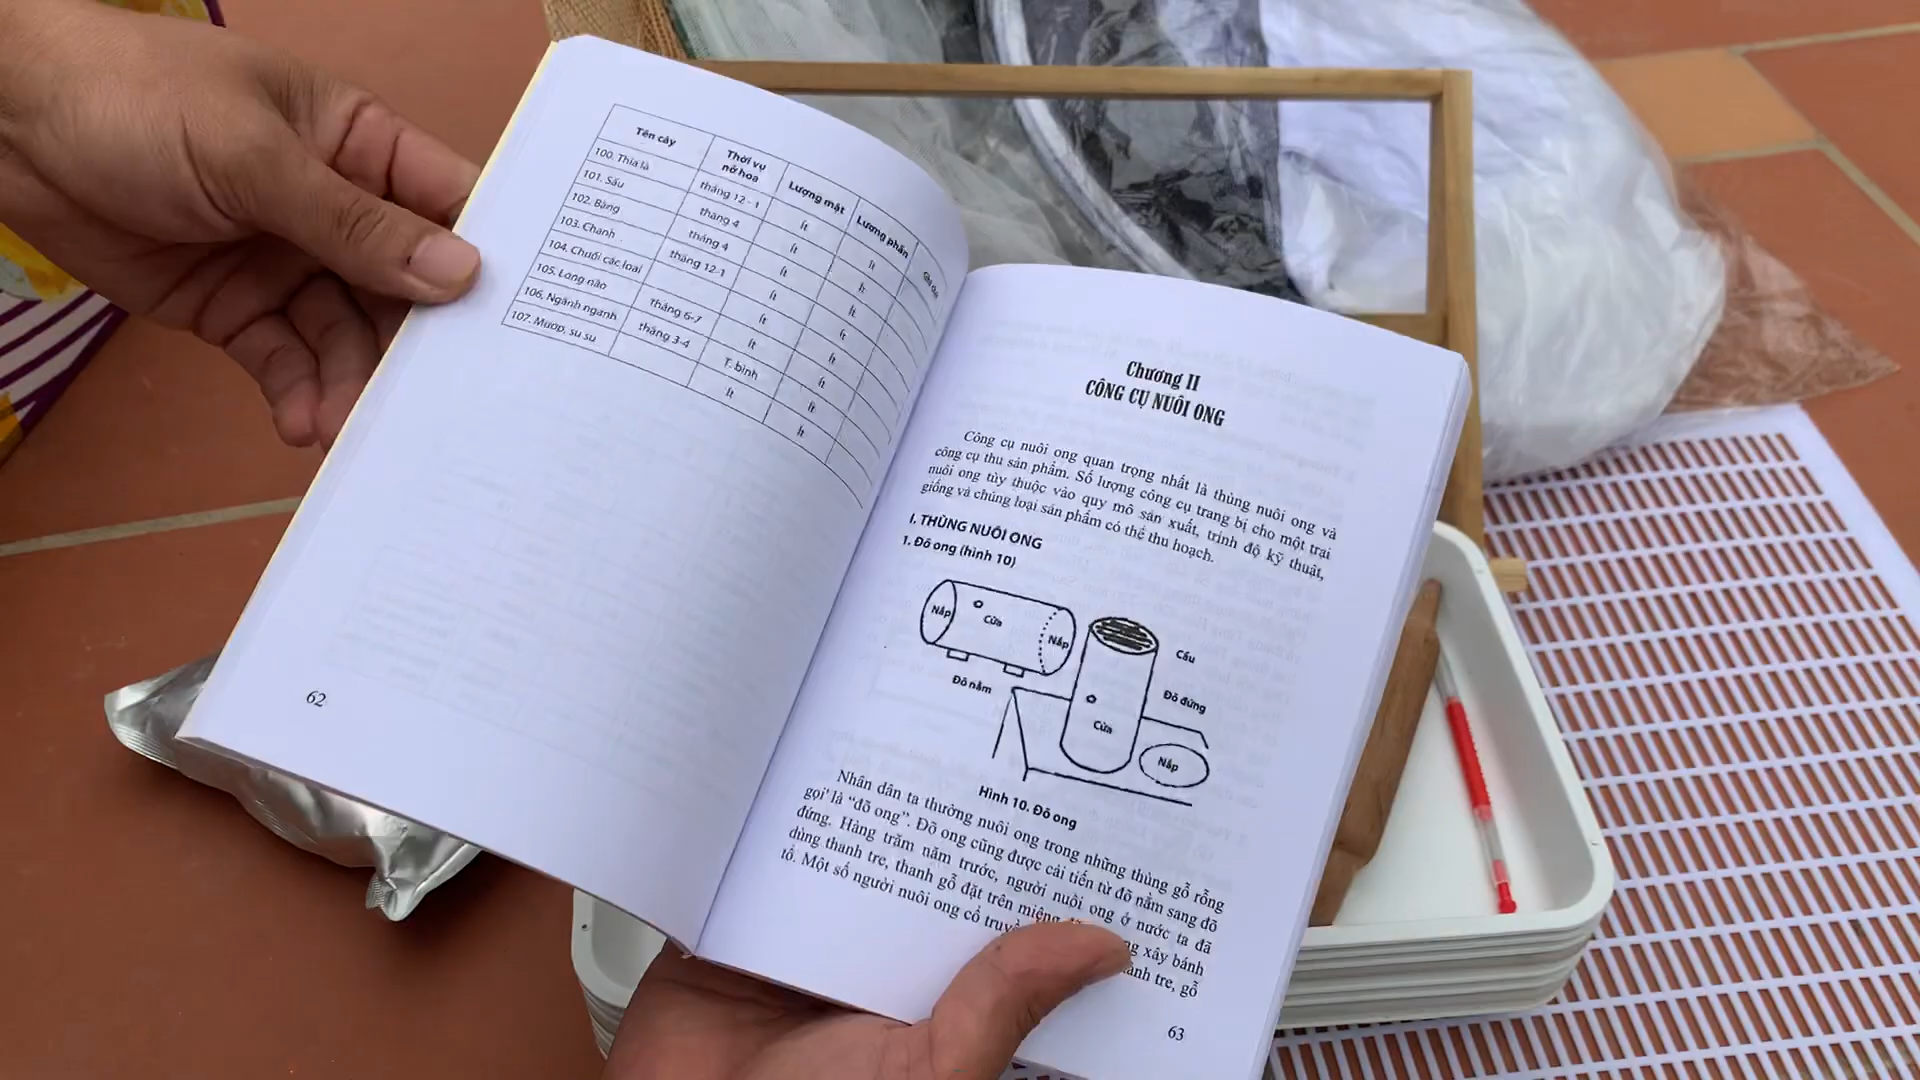 Tên cây Thời vụ nở hoa Lượng mật Lượng phấn Ghi chú
100. Thìa là tháng 12 - 1 ít ít
101. Sấu tháng 4 ít ít
102. Bàng tháng 4 ít ít
103. Chanh tháng 12-1 ít ít
104. Chuối các loại ít ít
105. Long não Tháng 6-7 ít ít
106. Ngành ngạnh tháng 3-4 T. bình ít
107. Mướp, su su ít ít
62
Chương II
CÔNG CỤ NUÔI ONG
Công cụ nuôi ong quan trọng nhất là thùng nuôi ong và
công cụ thu sản phẩm. Số lượng công cụ trang bị cho một trại
nuôi ong tùy thuộc vào quy mô sản xuất, trình độ kỹ thuật,
giống và chủng loại sản phẩm có thể thu hoạch.
I. THÙNG NUÔI ONG
1. Đõ ong (hình 10)
Nắp
Cửa
Nắp
Cầu
Đõ nằm
Đõ đứng
Cửa
Nắp
Hình 10. Đõ ong
Nhân dân ta thường nuôi ong trong những thùng gỗ rỗng
gọi là “đõ ong”. Đõ ong cũng được cải tiến từ đõ nằm sang đõ
đứng. Hàng trăm năm trước, người nuôi ong ở nước ta đã
dùng thanh tre, thanh gỗ đặt trên miệng xây bánh
tổ. Một số người nuôi ong cổ tre, gỗ
63